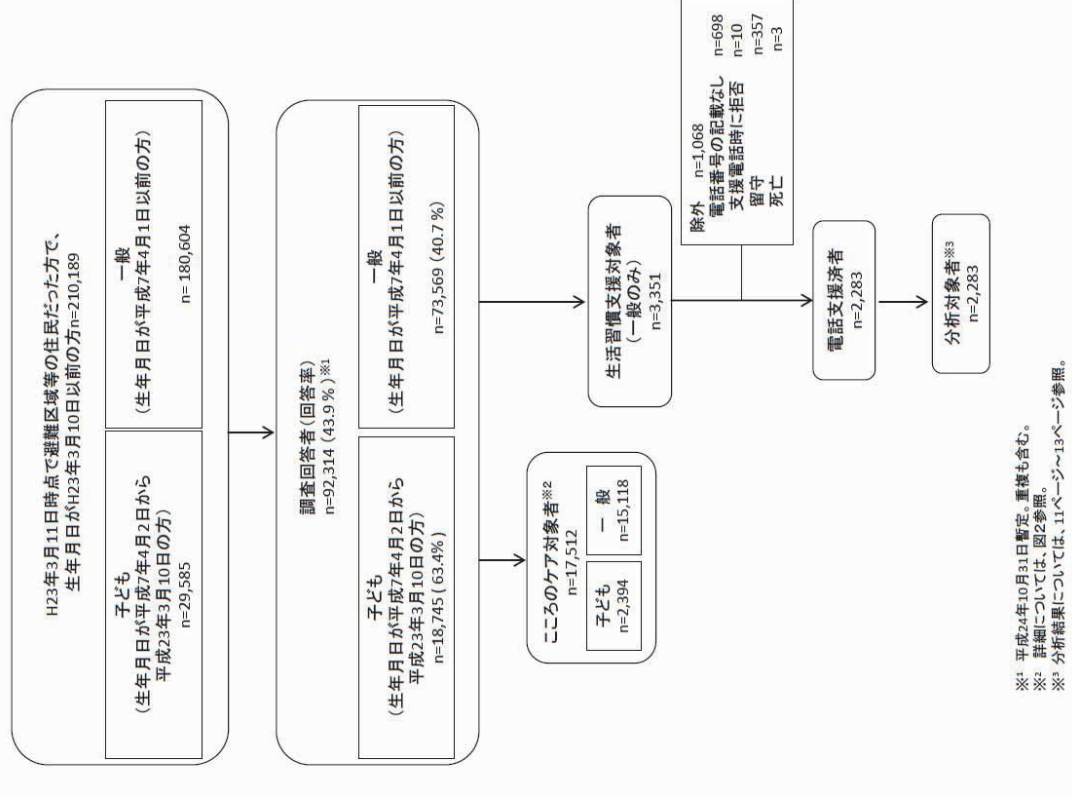 H23年3月11日時点で避難区域等の住民だった方で、
生年月日がH23年3月10日以前の方n=210,189
子ども
(生年月日が平成7年4月2日から
平成23年3月10日の方)
n=29,585
一般
(生年月日が平成7年4月1日以前の方)
n= 180,604
調査回答者(回答率)
n=92,314 (43.9 % )※1
子ども
(生年月日が平成7年4月2日から
平成23年3月10日の方)
n=18,745 ( 63.4% )
一般
(生年月日が平成7年4月1日以前の方)
n=73,569 (40.7 %)
こころのケア対象者※2
n=17,512
子ども
n=2,394
一 般
n=15,118
生活習慣支援対象者
(一般のみ)
n=3,351
除外 n=1,068
電話番号の記載なし n=698
支援電話時に拒否 n=10
留守 n=357
死亡 n=3
電話支援済者
n=2,283
分析対象者※3
n=2,283
※1 平成24年10月31日暫定。重複も含む。
※2 詳細については、図2参照。
※3 分析結果については、11ページ~13ページ参照。